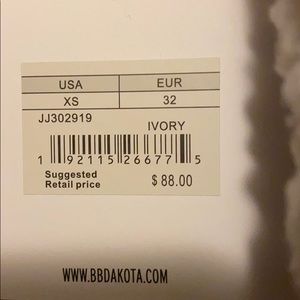 USA EUR
XS 32
JJ302919
IVORY
1 92115 26677 5
Suggested
Retail price $ 88.00
WWW.BBDAKOTA.COM